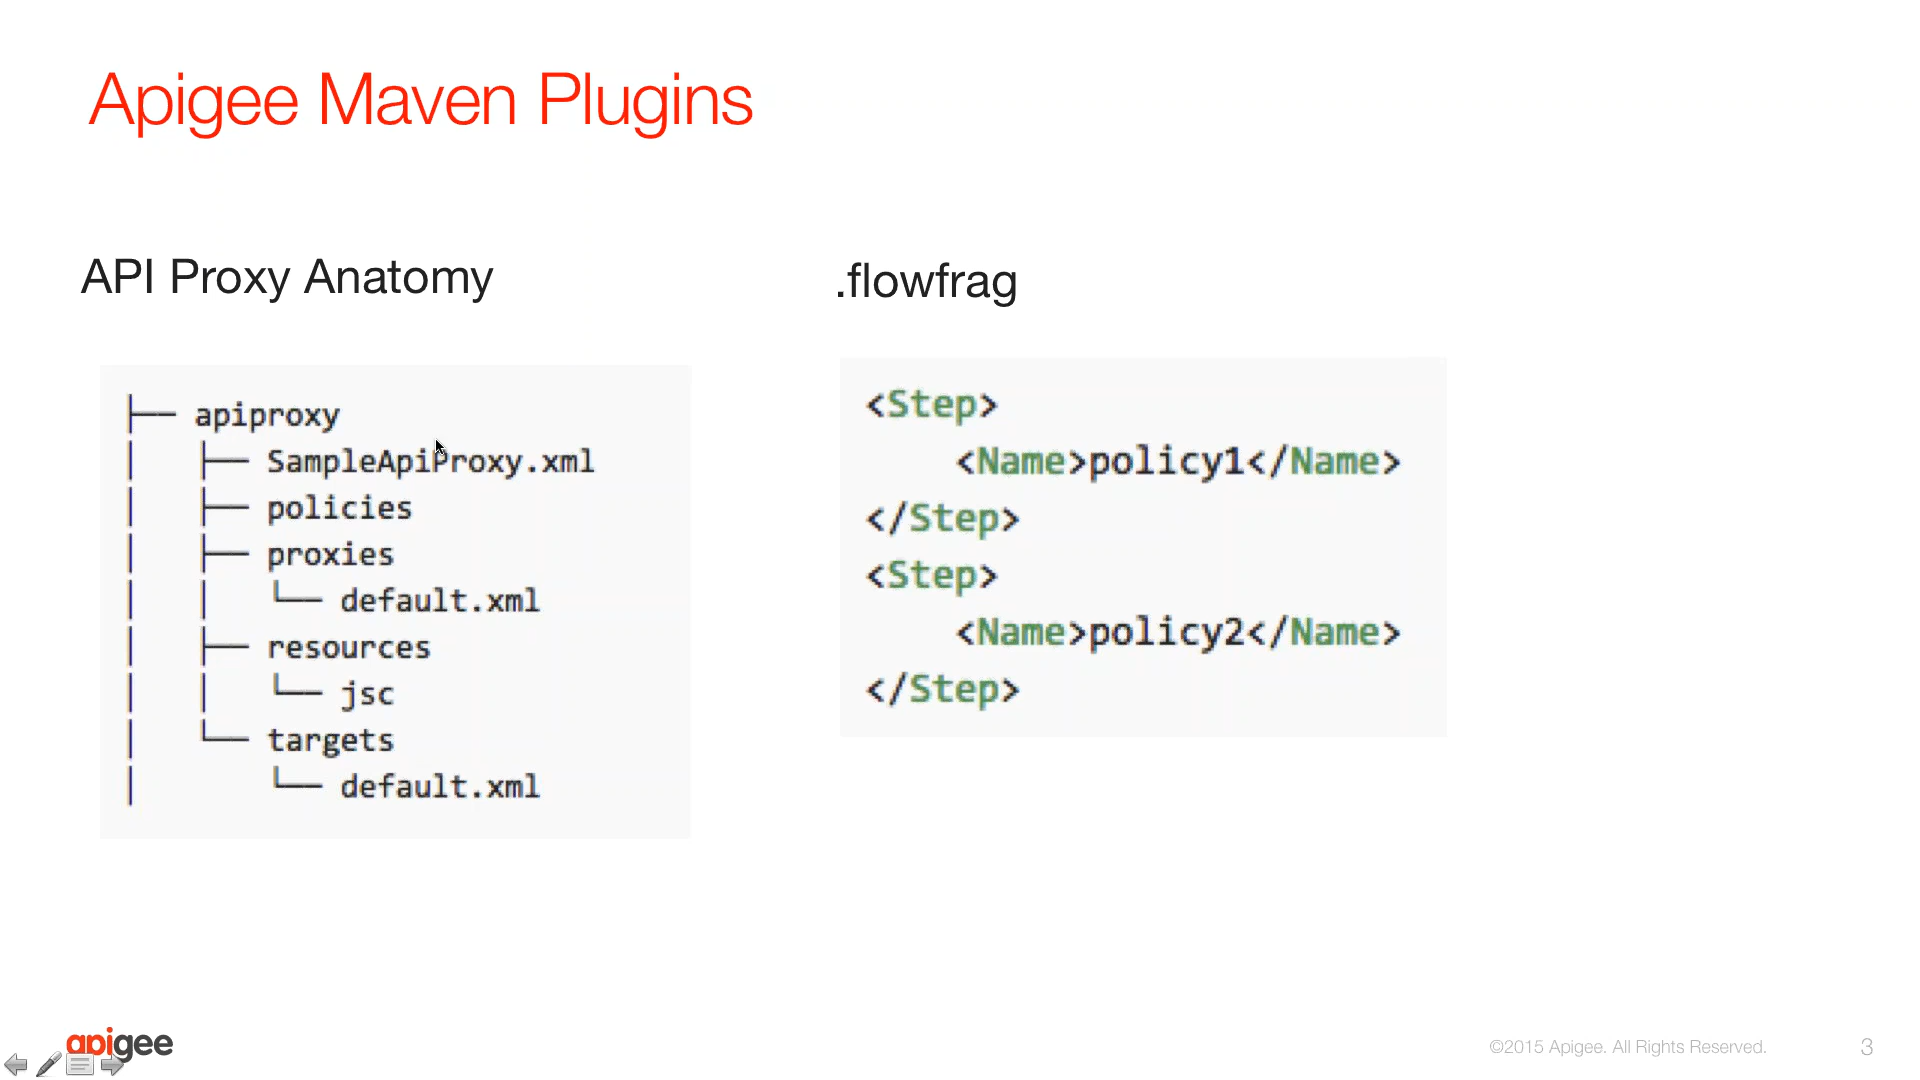 Apigee Maven Plugins
API Proxy Anatomy
├── apiproxy
│   ├── SampleApiProxy.xml
│   ├── policies
│   ├── proxies
│   │   └── default.xml
│   ├── resources
│   │   └── jsc
│   └── targets
│       └── default.xml
.flowfrag
<Step>
    <Name>policy1</Name>
</Step>
<Step>
    <Name>policy2</Name>
</Step>
apigee
©2015 Apigee. All Rights Reserved.
3